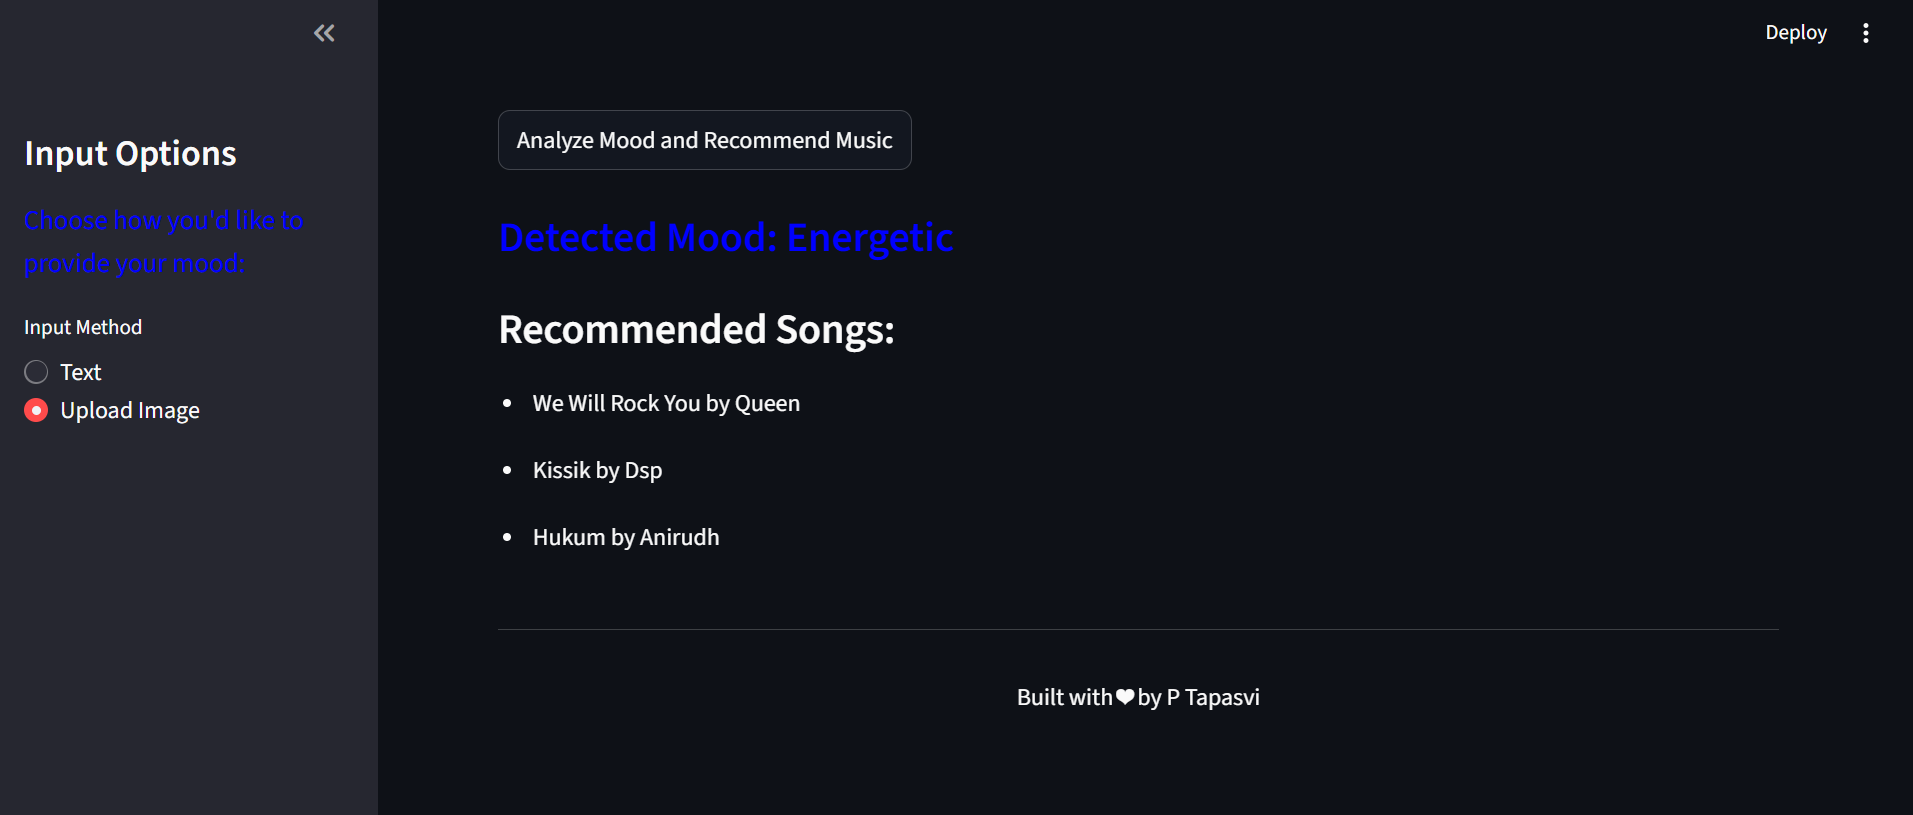 Deploy
Input Options
Choose how you'd like to
provide your mood:
Input Method
Text
Upload Image
Analyze Mood and Recommend Music
Detected Mood: Energetic
Recommended Songs:
We Will Rock You by Queen
Kissik by Dsp
Hukum by Anirudh
Built with❤by P Tapasvi